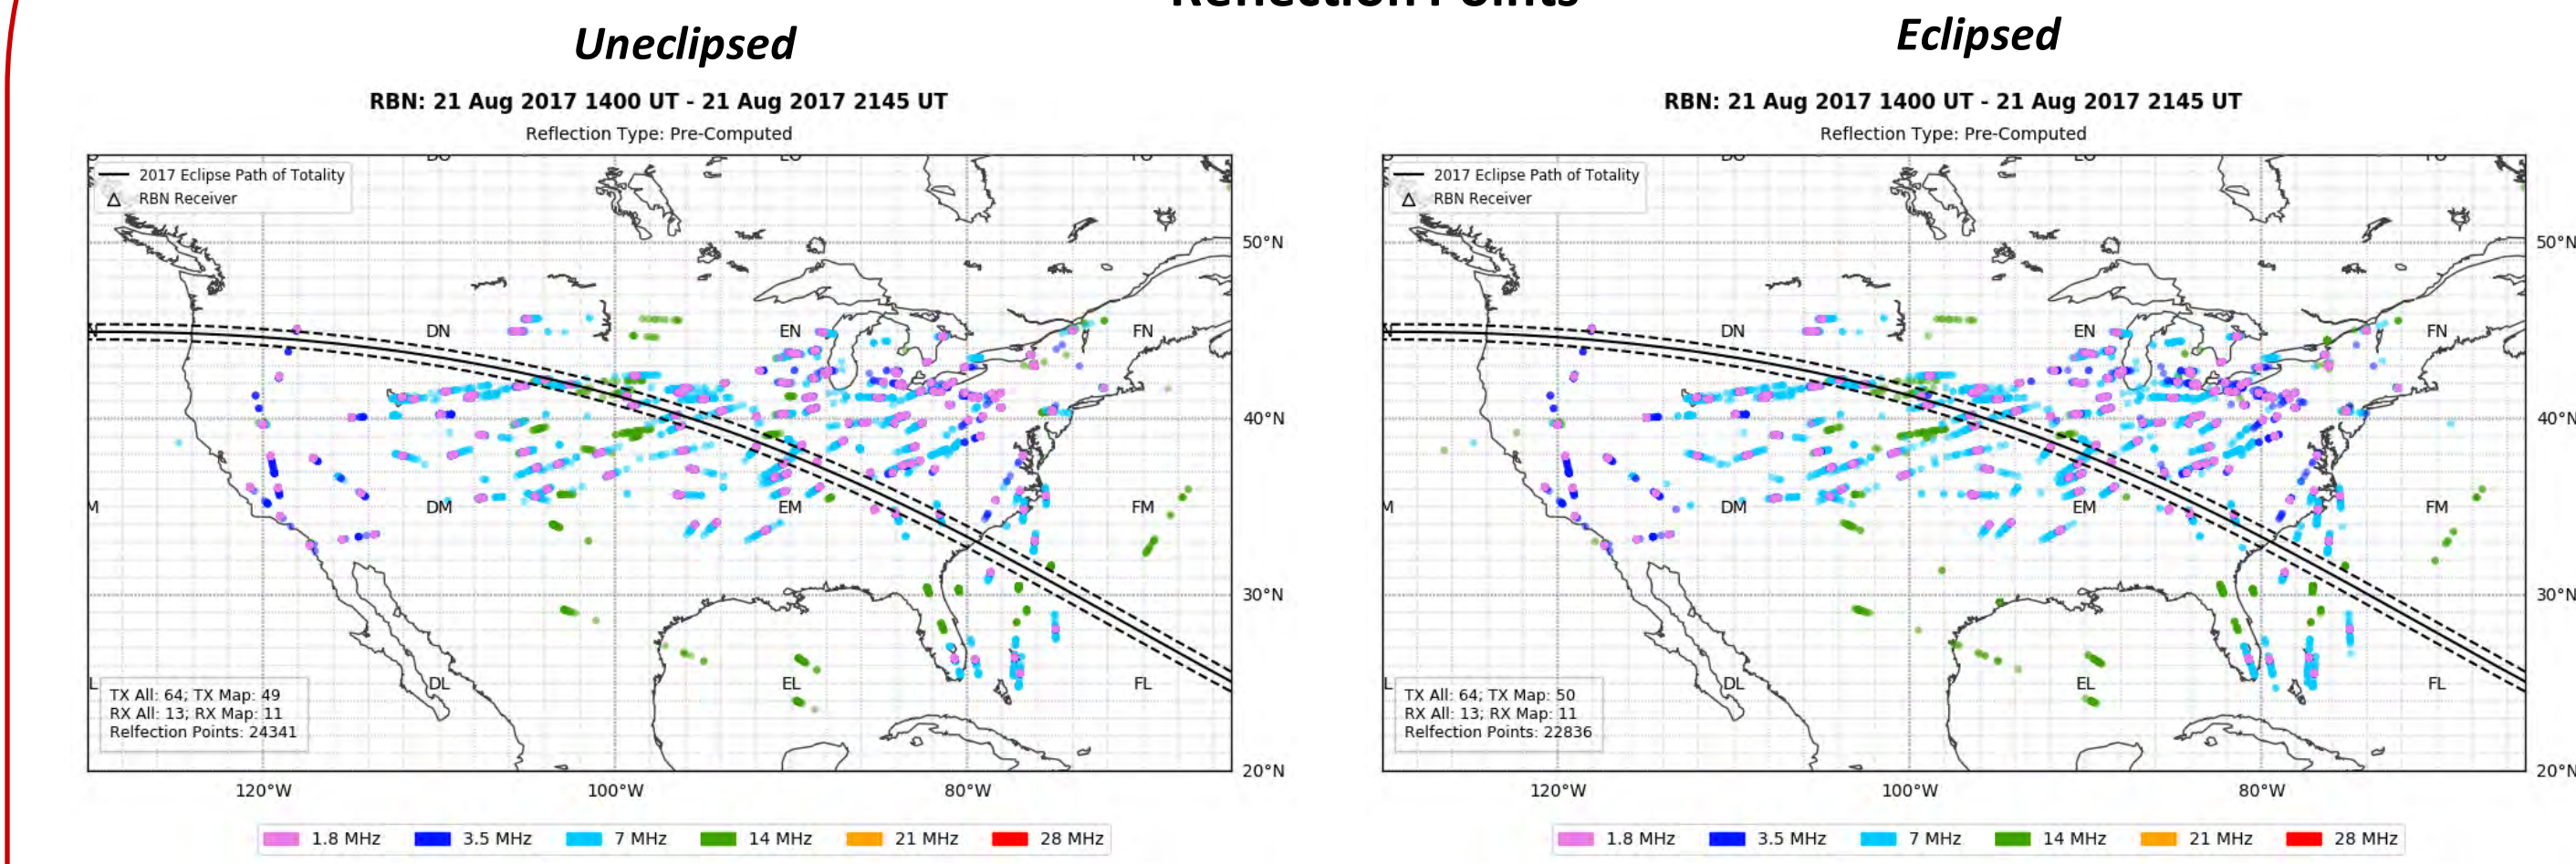 Reflection Points
Uneclipsed
RBN: 21 Aug 2017 1400 UT - 21 Aug 2017 2145 UT
Reflection Type: Pre-Computed
2017 Eclipse Path of Totality
RBN Receiver
DN
EN
FN
M
DM
EM
FM
L
DL
EL
FL
50°N
40°N
30°N
20°N
TX All: 64; TX Map: 49
RX All: 13; RX Map: 11
Relfection Points: 24341
120°W
100°W
80°W
1.8 MHz
3.5 MHz
7 MHz
14 MHz
21 MHz
28 MHz
Eclipsed
RBN: 21 Aug 2017 1400 UT - 21 Aug 2017 2145 UT
Reflection Type: Pre-Computed
2017 Eclipse Path of Totality
RBN Receiver
DN
EN
FN
M
DM
EM
FM
L
DL
EL
FL
50°N
40°N
30°N
20°N
TX All: 64; TX Map: 50
RX All: 13; RX Map: 11
Relfection Points: 22836
120°W
100°W
80°W
1.8 MHz
3.5 MHz
7 MHz
14 MHz
21 MHz
28 MHz